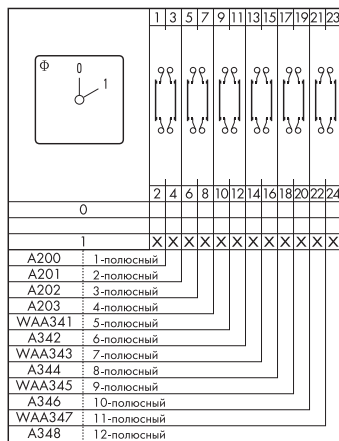 1 3 5 7 9 11 13 15 17 19 21 23
Φ 0
1
2 4 6 8 10 12 14 16 18 20 22 24
0
1 X X X X X X X X X X X X
A200 1-полюсный
A201 2-полюсный
A202 3-полюсный
A203 4-полюсный
WAA341 5-полюсный
A342 6-полюсный
WAA343 7-полюсный
A344 8-полюсный
WAA345 9-полюсный
A346 10-полюсный
WAA347 11-полюсный
A348 12-полюсный